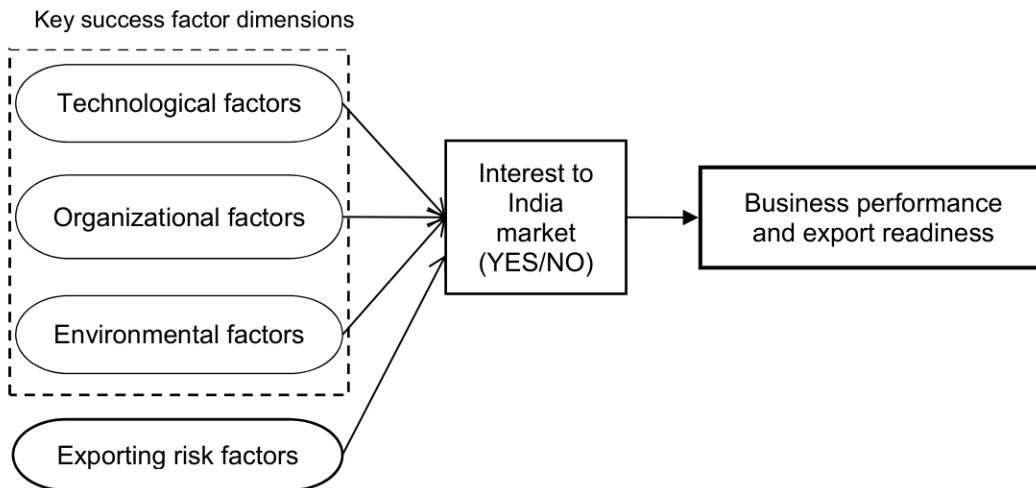 Key success factor dimensions
Technological factors
Organizational factors
Environmental factors
Exporting risk factors
Interest to
India
market
(YES/NO)
Business performance
and export readiness